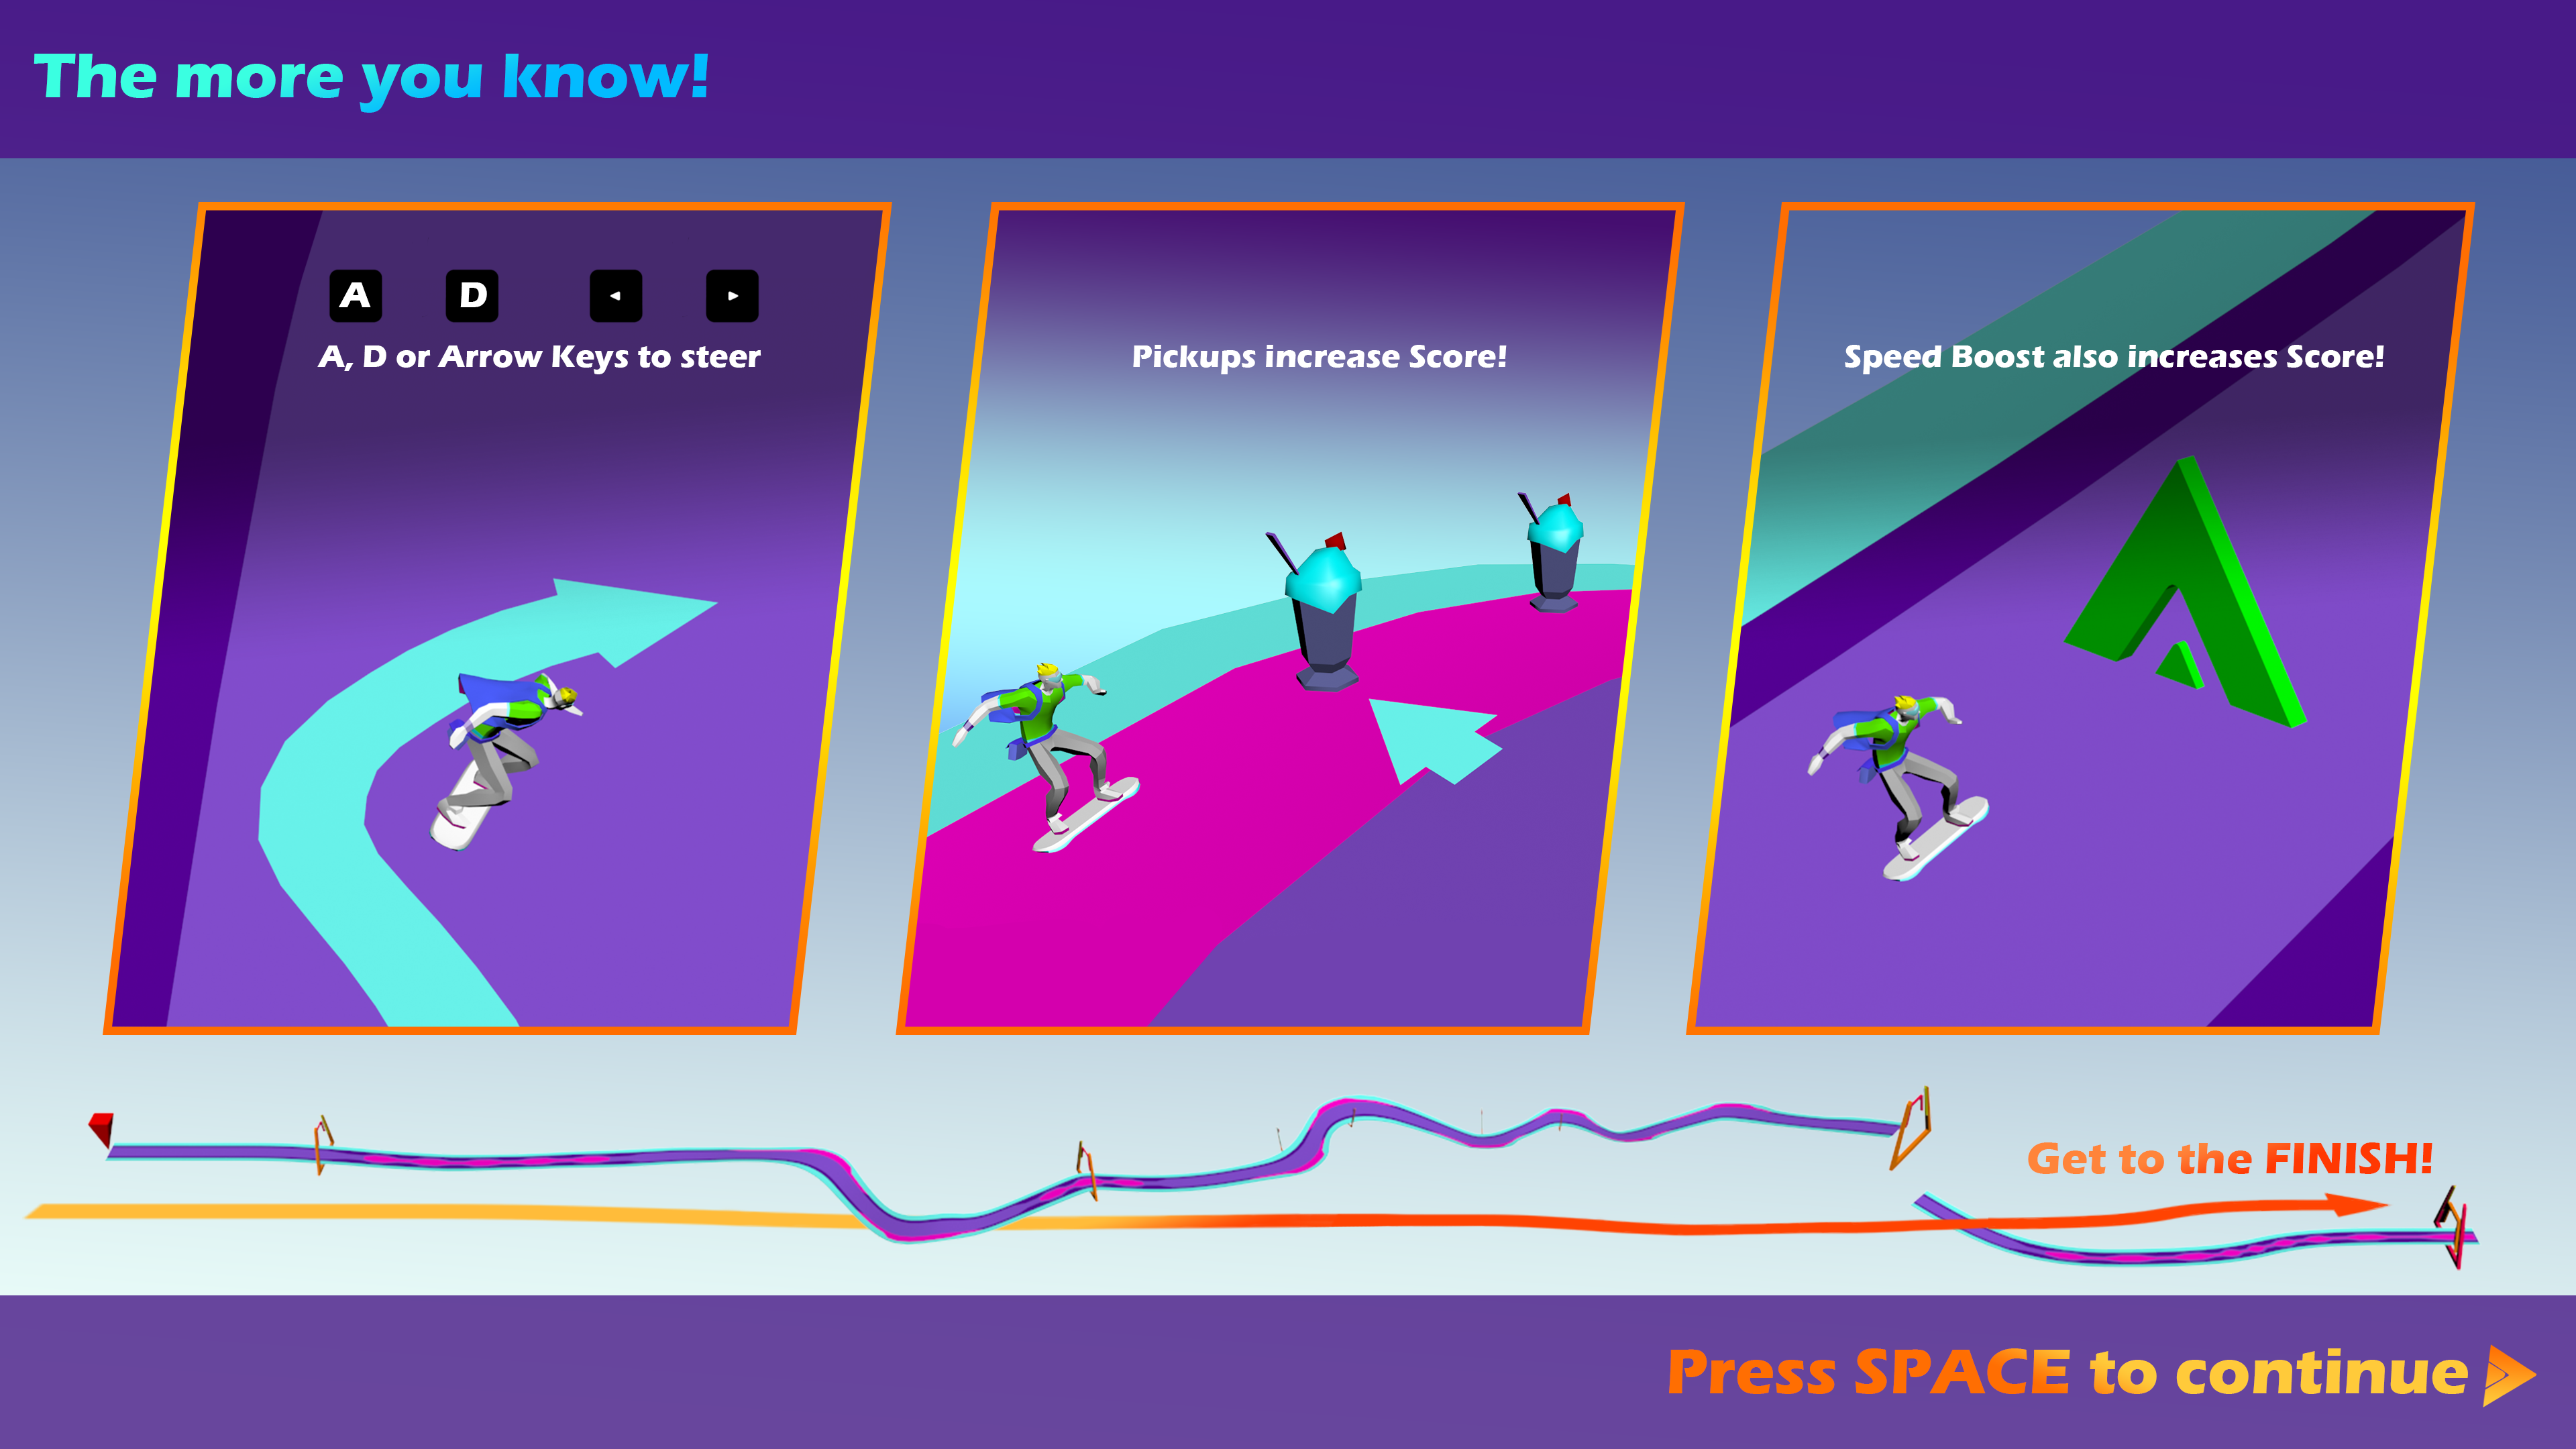 The more you know!
A D ◂ ▸
A, D or Arrow Keys to steer
Pickups increase Score!
Speed Boost also increases Score!
Get to the FINISH!
Press SPACE to continue